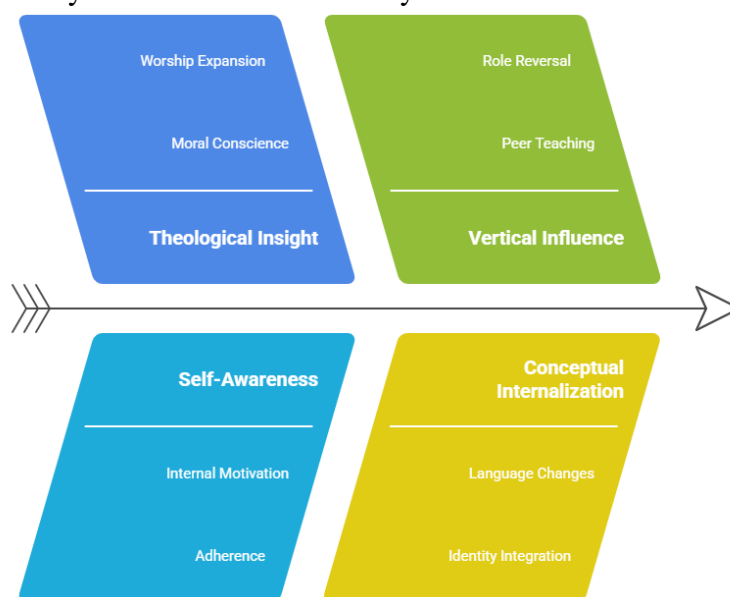 Worship Expansion
Moral Conscience
Theological Insight
Role Reversal
Peer Teaching
Vertical Influence
Self-Awareness
Internal Motivation
Adherence
Conceptual
Internalization
Language Changes
Identity Integration